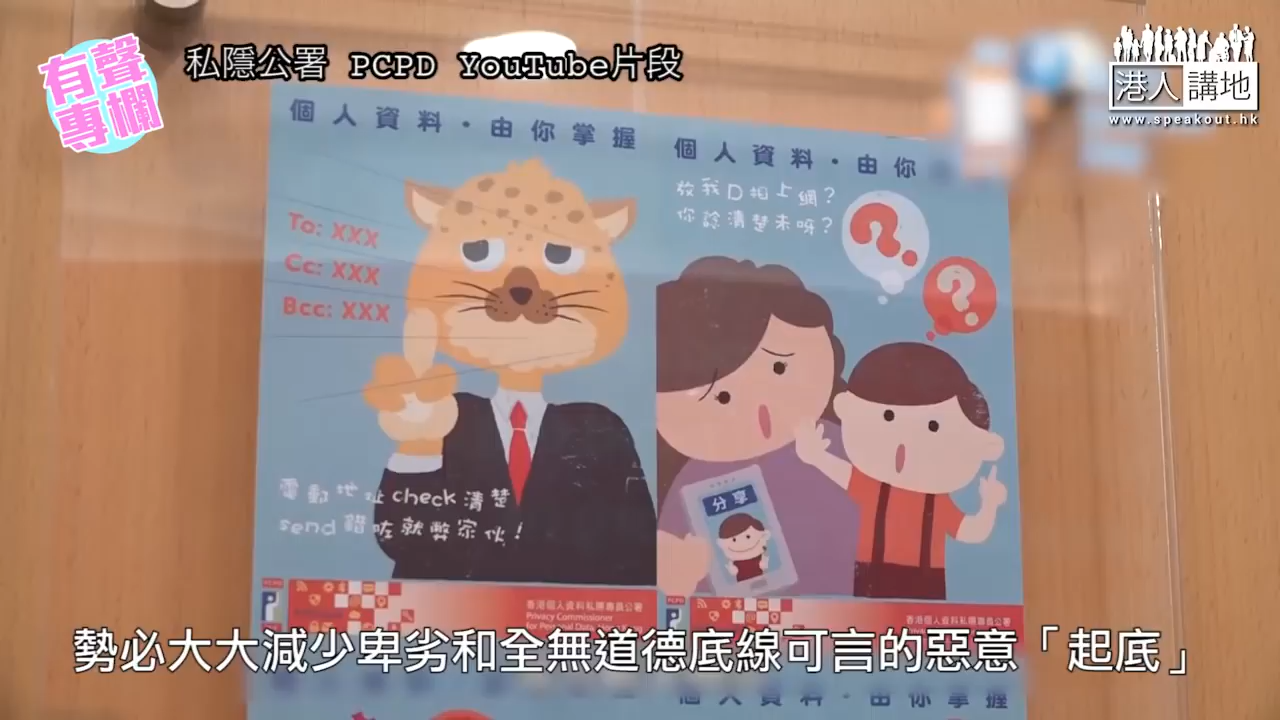 有聲
專欄
私隱公署 PCPD YouTube片段
港人講地
www.speakout.hk
個人資料・由你掌握
To: XXX
Cc: XXX
Bcc: XXX
電郵地址check清楚
send錯咗就弊家伙!
PCPD
香港個人資料私隱專員公署
Privacy Commissioner
for Personal Data
個人資料・由你
放我D相上網?
你諗清楚未呀?
分享
PCPD
香港個人資料私隱專員公署
勢必大大減少卑劣和全無道德底線可言的惡意「起底」
個人資料・由你掌握